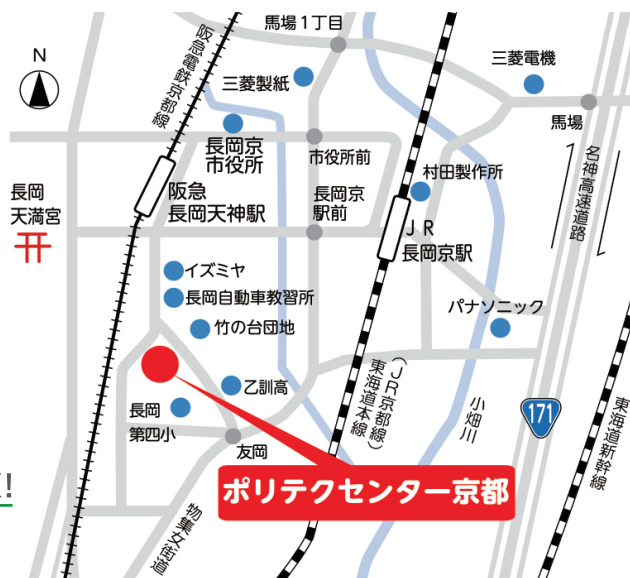 馬場1丁目
阪急電鉄京都線
N
三菱製紙
三菱電機
馬場
長岡京
市役所
市役所前
名神高速道路
村田製作所
阪急
長岡天神駅
長岡京
駅前
長岡
天満宮
JR
長岡京駅
イズミヤ
長岡自動車教習所
パナソニック
竹の台団地
乙訓高
長岡
第四小
友岡
(JR京都線)
東海道本線
小畑川
171
東海道新幹線
ポリテクセンター京都
物集女街道
!